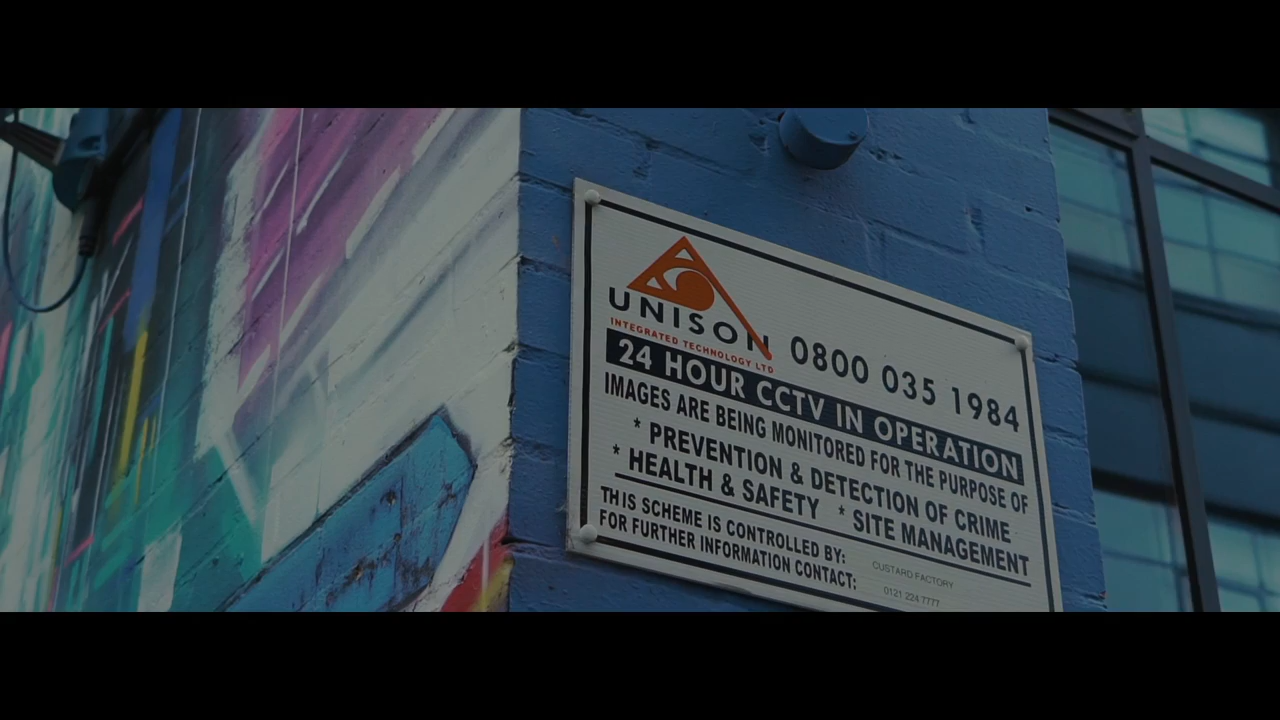 UNISON
INTEGRATED TECHNOLOGY LTD
0800 035 1984
24 HOUR CCTV IN OPERATION
IMAGES ARE BEING MONITORED FOR THE PURPOSE OF
* PREVENTION & DETECTION OF CRIME
* HEALTH & SAFETY * SITE MANAGEMENT
THIS SCHEME IS CONTROLLED BY: CUSTARD FACTORY
FOR FURTHER INFORMATION CONTACT: 0121 224 7777